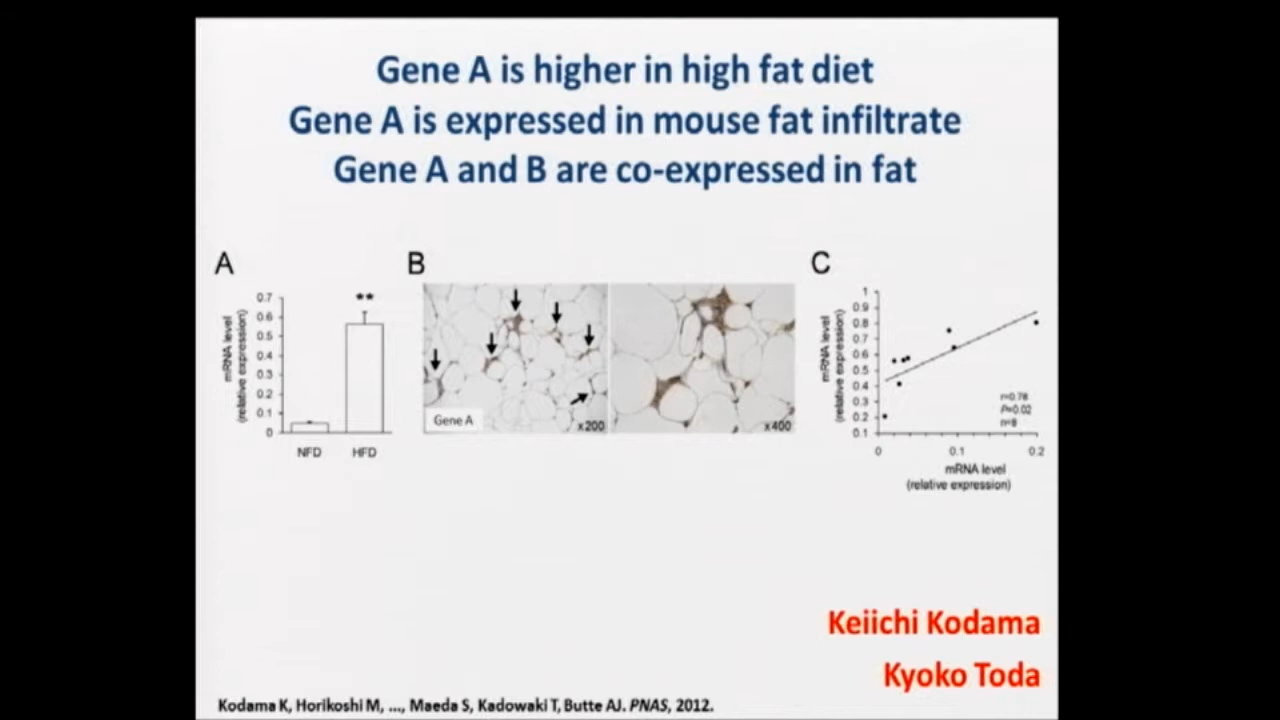 Gene A is higher in high fat diet
Gene A is expressed in mouse fat infiltrate
Gene A and B are co-expressed in fat
A
mRNA level
(relative expression)
0.7
0.6
0.5
0.4
0.3
0.2
0.1
0
**
NFD HFD
B
Gene A
x200
x400
C
mRNA level
(relative expression)
1
0.9
0.8
0.7
0.6
0.5
0.4
0.3
0.2
0.1
r=0.78
P=0.02
n=8
0 0.1 0.2
mRNA level
(relative expression)
Keiichi Kodama
Kyoko Toda
Kodama K, Horikoshi M, ..., Maeda S, Kadowaki T, Butte AJ. PNAS, 2012.